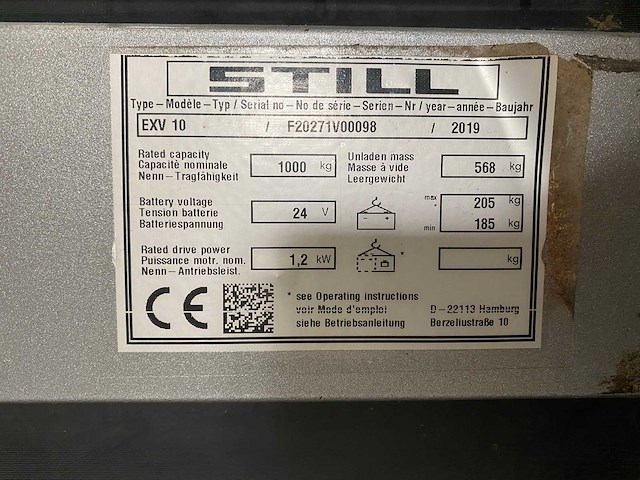 STILL
Type – Modèle – Typ / Serial no – No de série – Serien – Nr / year – année – Baujahr
EXV 10 / F20271V00098 / 2019
Rated capacity
Capacité nominale
Nenn – Tragfähigkeit
1000 kg
Unladen mass
Masse à vide
Leergewicht
568 kg
Battery voltage
Tension batterie
Batteriespannung
24 V
max 205 kg
*
min 185 kg
Rated drive power
Puissance motr. nom.
Nenn – Antriebsleist.
1,2 kW
*
kg
CE
* see Operating instructions
voir Mode d'emploi
siehe Betriebsanleitung
D – 22113 Hamburg
Berzeliustraße 10